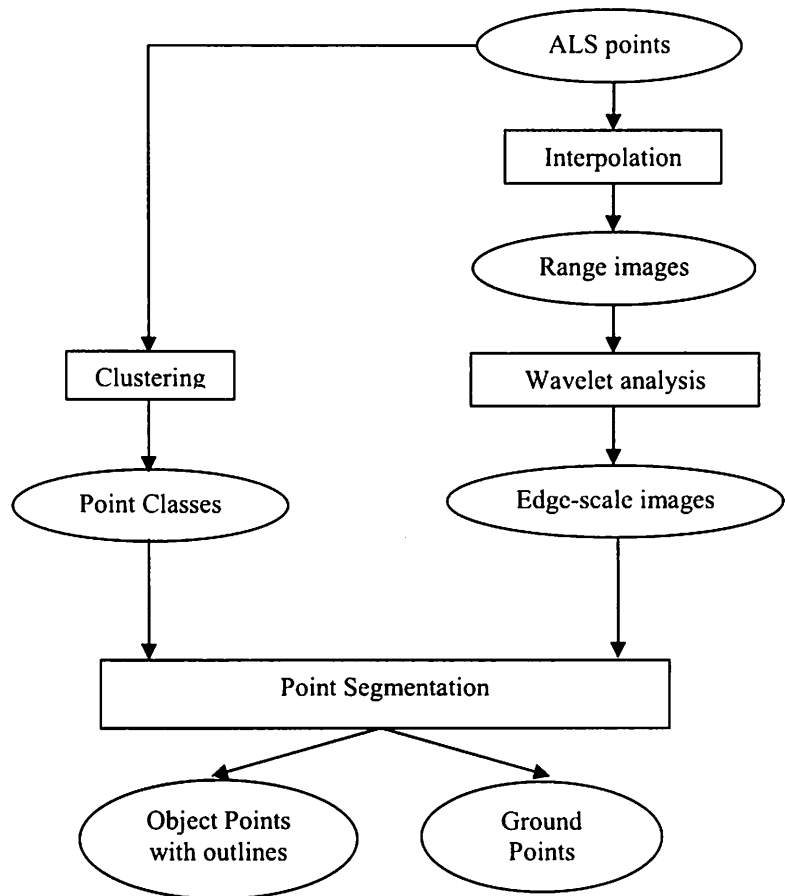 ALS points
Interpolation
Range images
Clustering
Wavelet analysis
Point Classes
Edge-scale images
Point Segmentation
Object Points
with outlines
Ground
Points